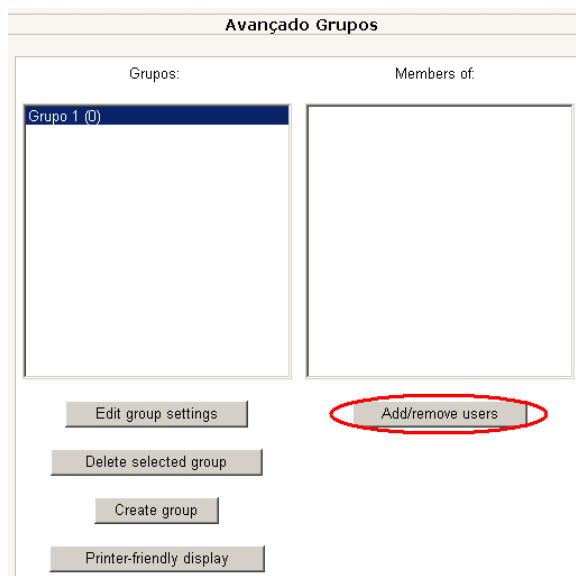 Avançado Grupos
Grupos:
Members of:
Grupo 1 (0)
Edit group settings
Add/remove users
Delete selected group
Create group
Printer-friendly display